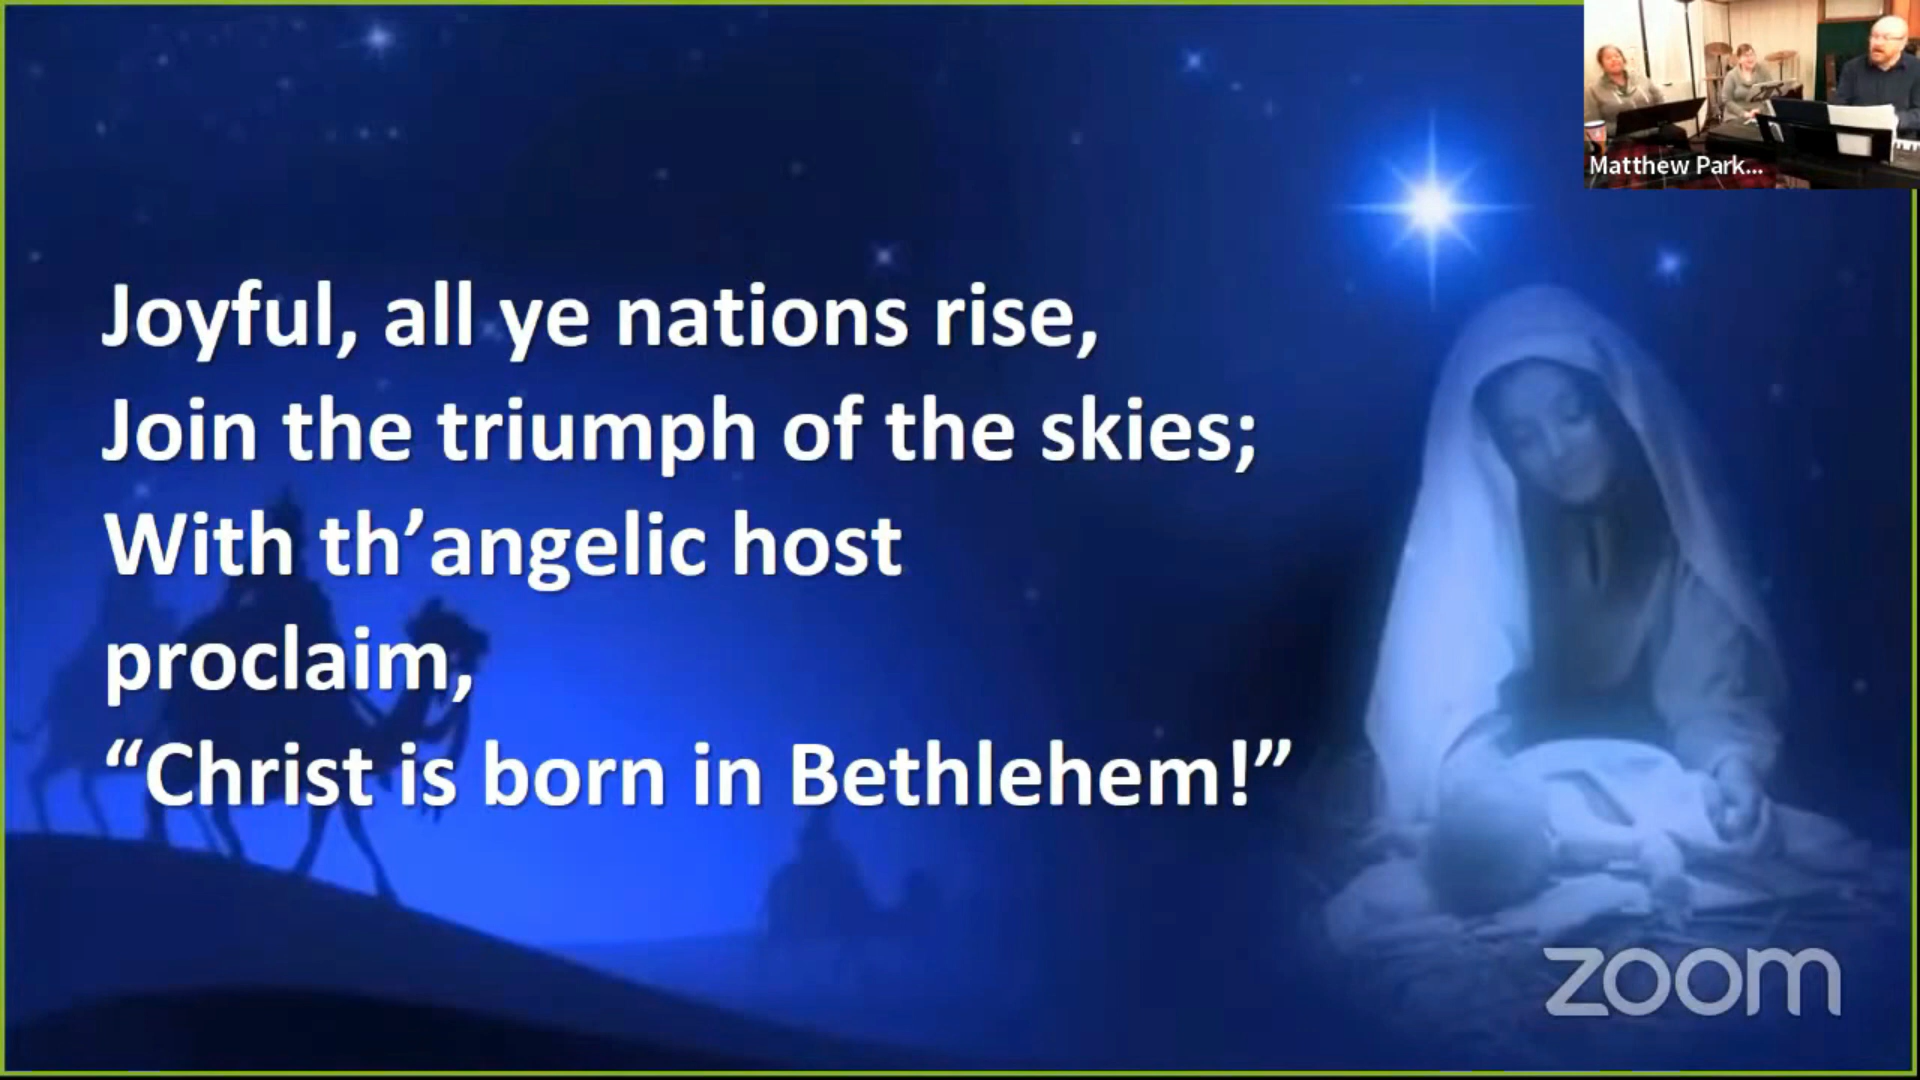 Matthew Park...
Joyful, all ye nations rise,
Join the triumph of the skies;
With th’angelic host
proclaim,
“Christ is born in Bethlehem!”
zoom